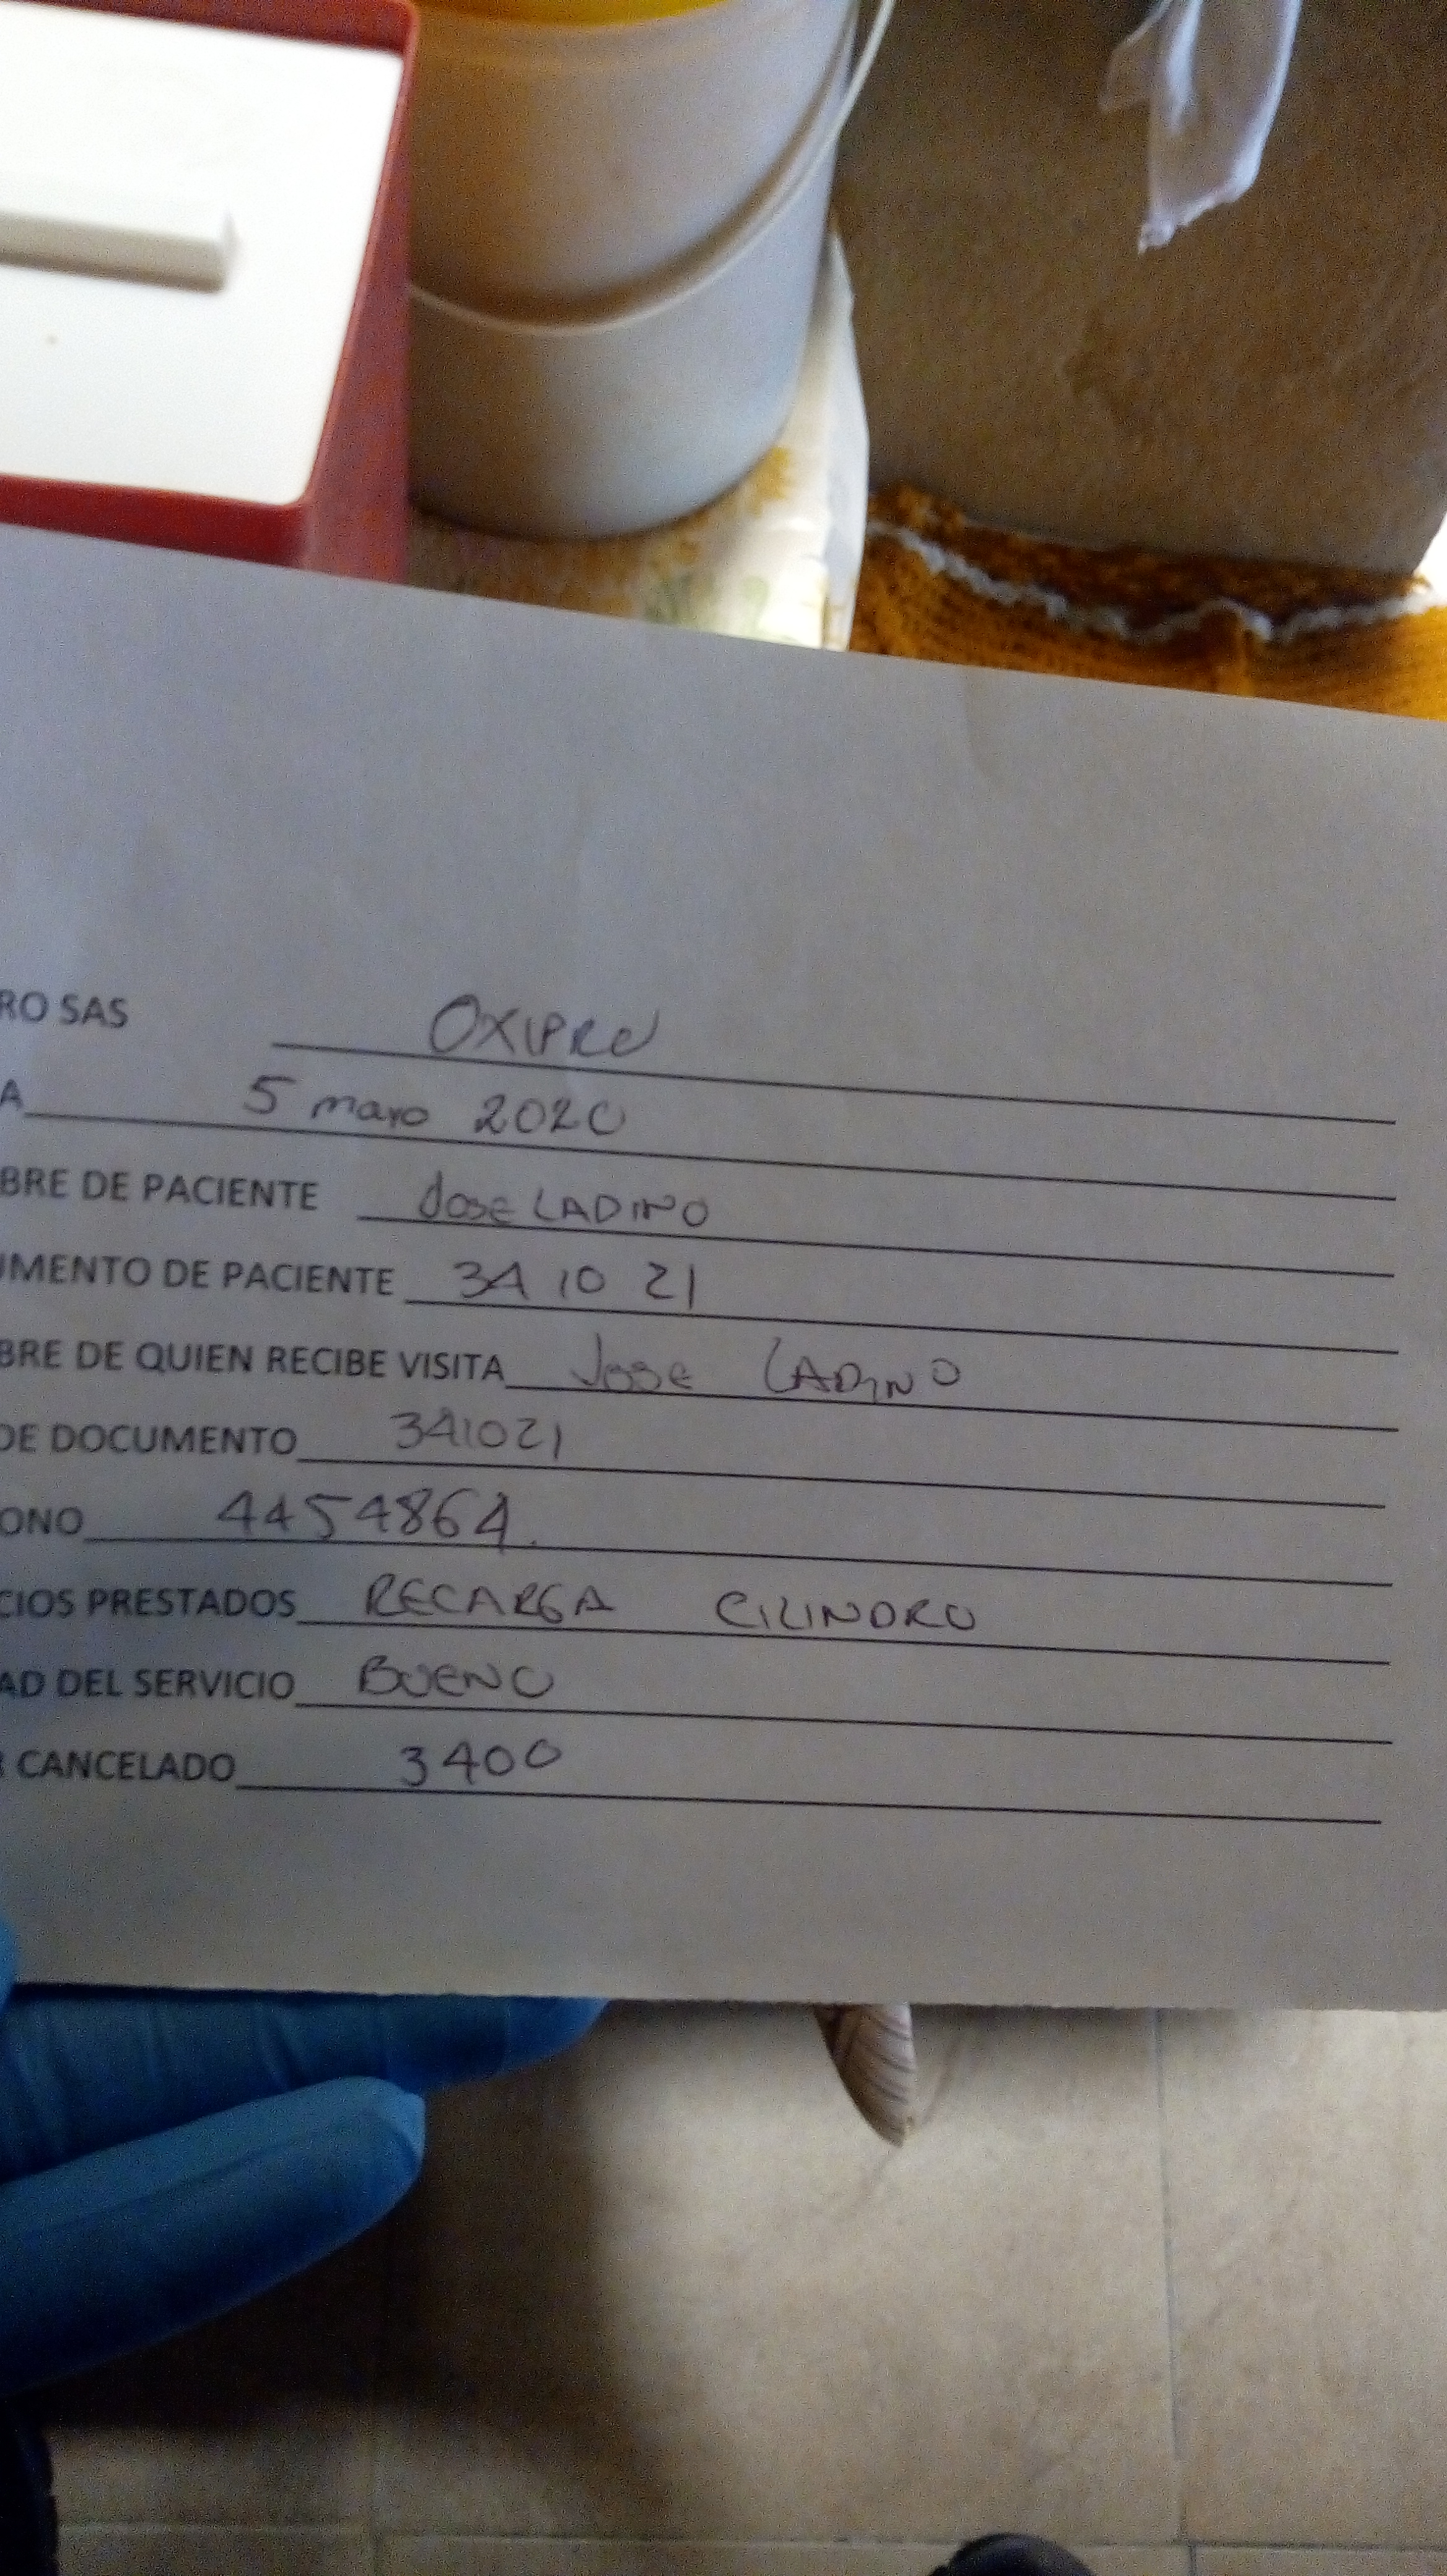 RO SAS OXIPRO
A 5 mayo 2020
BRE DE PACIENTE Jose LADINO
UMENTO DE PACIENTE 34 10 21
BRE DE QUIEN RECIBE VISITA Jose LADINO
DE DOCUMENTO 341021
ONO 4454864.
CIOS PRESTADOS RECARGA CILINDRO
AD DEL SERVICIO BUENO
R CANCELADO 3400